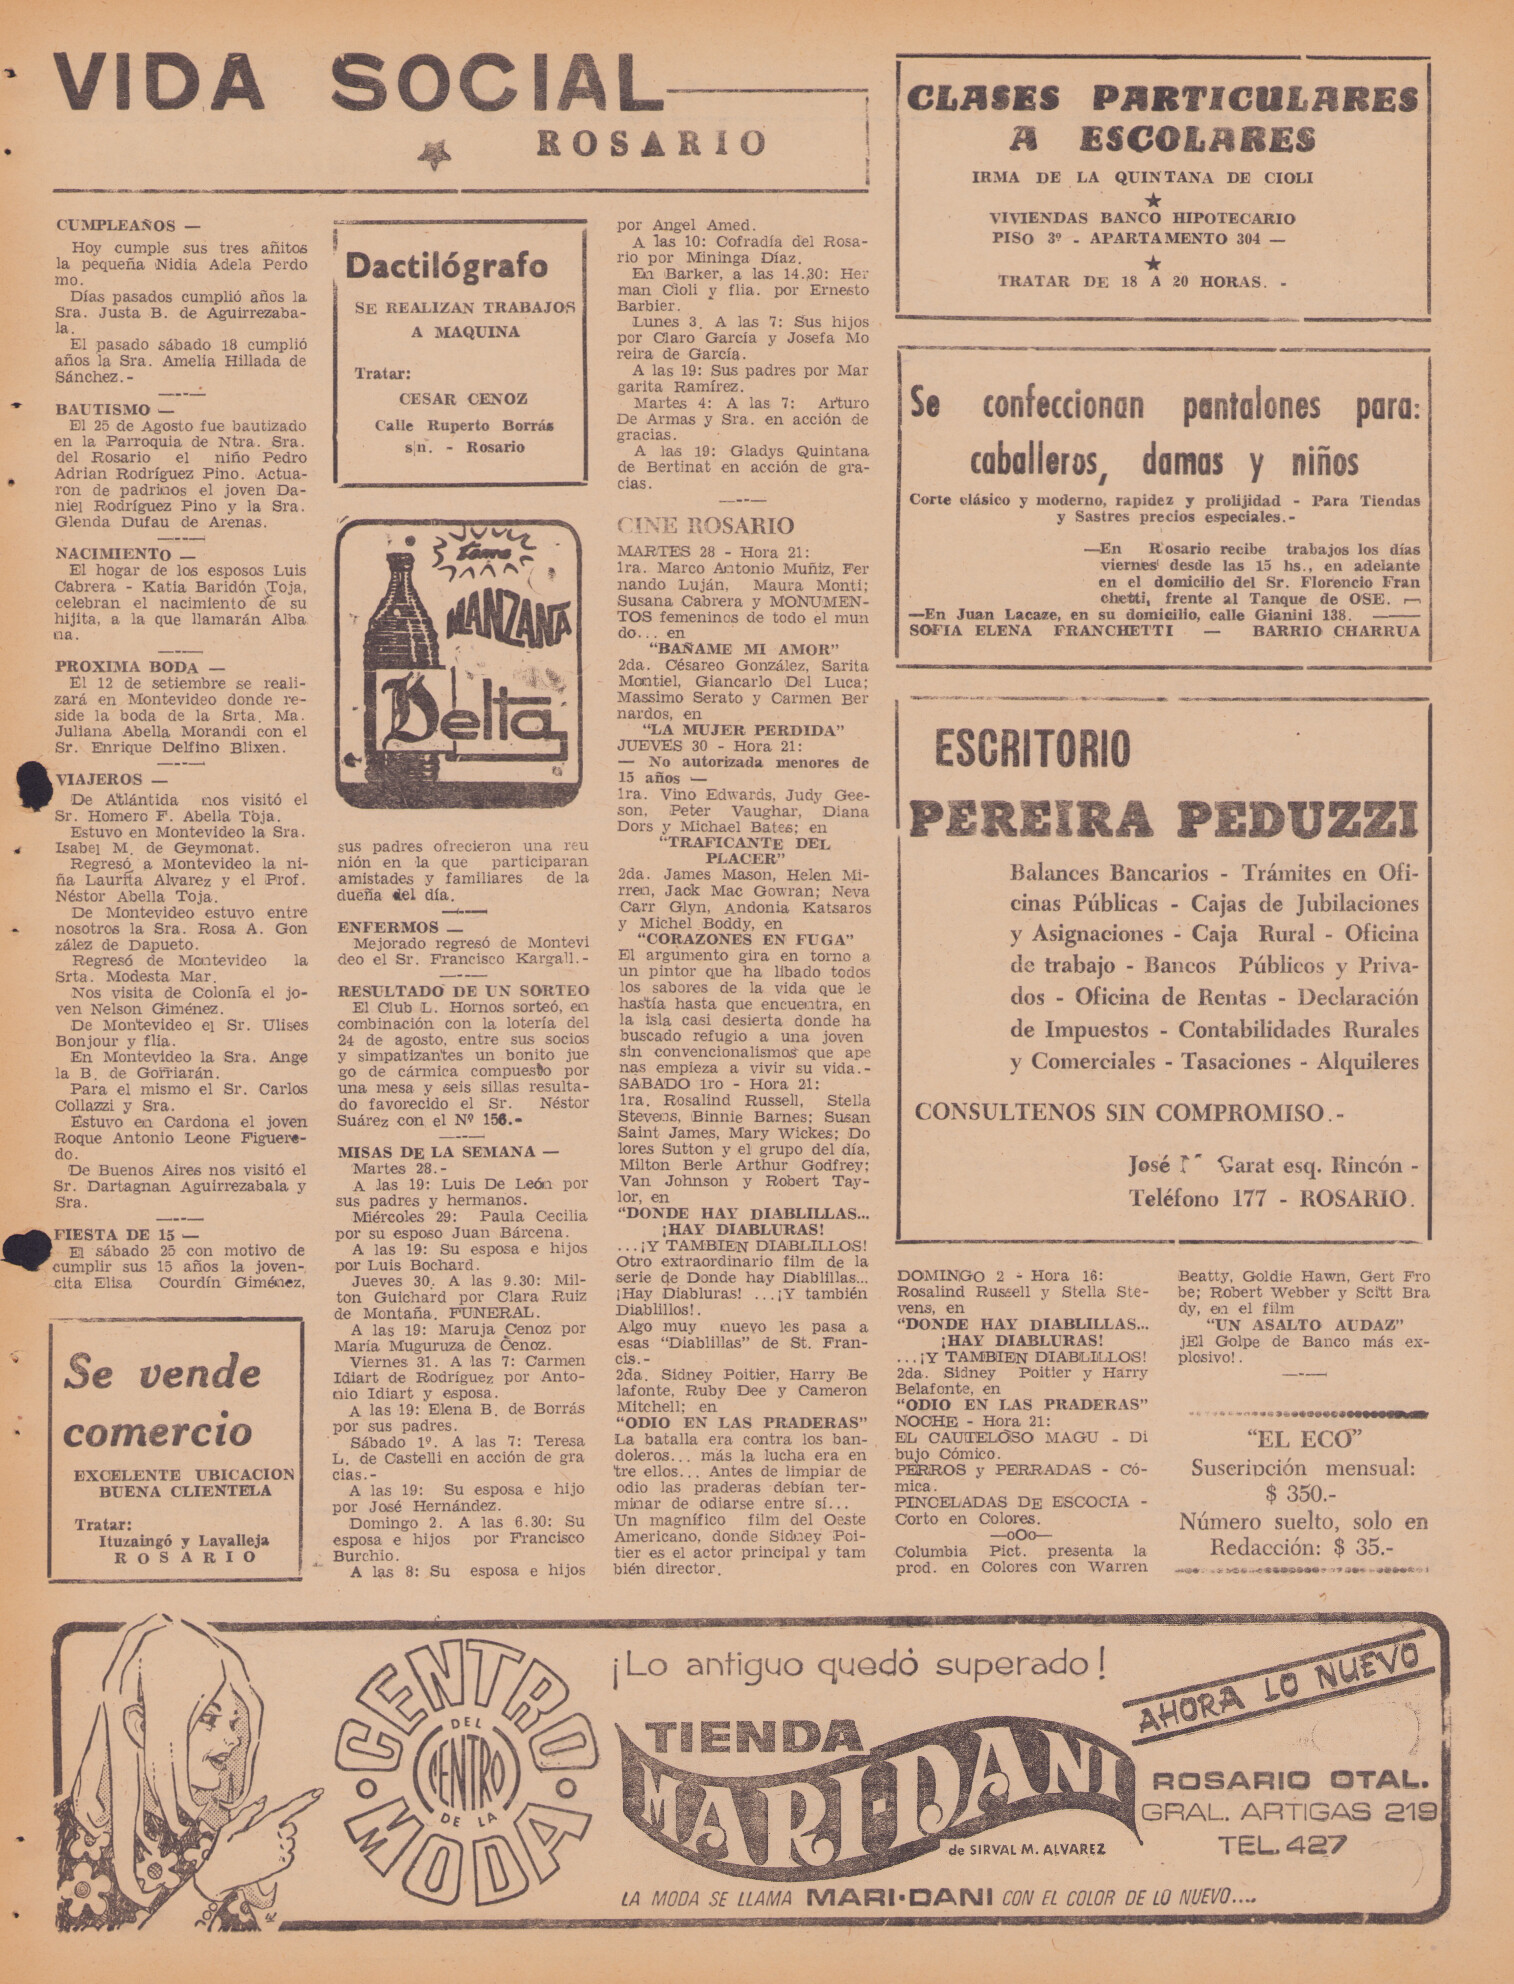 VIDA SOCIAL
ROSARIO
CUMPLEAÑOS —
Hoy cumple sus tres añitos
la pequeña Nidia Adela Perdo
mo.
Días pasados cumplió años la
Sra. Justa B. de Aguirrezaba-
la.
El pasado sábado 18 cumplió
años la Sra. Amelia Hillada de
Sánchez.-
BAUTISMO —
El 25 de Agosto fue bautizado
en la Parroquia de Ntra. Sra.
del Rosario el niño Pedro
Adrian Rodríguez Pino. Actua-
ron de padrinos el joven Da-
niel Rodríguez Pino y la Sra.
Glenda Dufau de Arenas.
NACIMIENTO —
El hogar de los esposos Luis
Cabrera - Katia Baridón Toja,
celebran el nacimiento de su
hijita, a la que llamarán Alba
na.
PROXIMA BODA —
El 12 de setiembre se reali-
zará en Montevideo donde re-
side la boda de la Srta. Ma.
Juliana Abella Morandi con el
Sr. Enrique Delfino Blixen.
VIAJEROS —
De Atlántida nos visitó el
Sr. Homero F. Abella Toja.
Estuvo en Montevideo la Sra.
Isabel M. de Geymonat.
Regresó a Montevideo la ni-
ña Laurita Alvarez y el Prof.
Néstor Abella Toja.
De Montevideo estuvo entre
nosotros la Sra. Rosa A. Gon
zález de Dapueto.
Regresó de Montevideo la
Srta. Modesta Mar.
Nos visita de Colonía el jo-
ven Nelson Giménez.
De Montevideo el Sr. Ulises
Bonjour y flia.
En Montevideo la Sra. Ange
la B. de Gorriarán.
Para el mismo el Sr. Carlos
Collazzi y Sra.
Estuvo en Cardona el joven
Roque Antonio Leone Figuere-
do.
De Buenos Aires nos visitó el
Sr. Dartagnan Aguirrezabala y
Sra.
FIESTA DE 15 —
El sábado 25 con motivo de
cumplir sus 15 años la joven-
cita Elisa Courdín Giménez,
Se vende
comercio
EXCELENTE UBICACION
BUENA CLIENTELA
Tratar:
Ituzaingó y Lavalleja
ROSARIO
Dactilógrafo
SE REALIZAN TRABAJOS
A MAQUINA
Tratar:
CESAR CENOZ
Calle Ruperto Borrás
s|n. - Rosario
tome
MANZANA
Delta
sus padres ofrecieron una reu
nión en la que participaran
amistades y familiares de la
dueña del día.
ENFERMOS —
Mejorado regresó de Montevi
deo el Sr. Francisco Kargall.-
RESULTADO DE UN SORTEO
El Club L. Hornos sorteó, en
combinación con la lotería del
24 de agosto, entre sus socios
y simpatizantes un bonito jue
go de cármica compuesto por
una mesa y seis sillas resulta-
do favorecido el Sr. Néstor
Suárez con el Nº 156.-
MISAS DE LA SEMANA —
Martes 28.-
A las 19: Luis De León por
sus padres y hermanos.
Miércoles 29: Paula Cecilia
por su esposo Juan Bárcena.
A las 19: Su esposa e hijos
por Luis Bochard.
Jueves 30. A las 9.30: Mil-
ton Guichard por Clara Ruiz
de Montaña. FUNERAL.
A las 19: Maruja Cenoz por
María Muguruza de Cenoz.
Viernes 31. A las 7: Carmen
Idiart de Rodríguez por Anto-
nio Idiart y esposa.
A las 19: Elena B. de Borrás
por sus padres.
Sábado 1º. A las 7: Teresa
L. de Castelli en acción de gra
cias.-
A las 19: Su esposa e hijo
por José Hernández.
Domingo 2. A las 6.30: Su
esposa e hijos por Francisco
Burchio.
A las 8: Su esposa e hijos
por Angel Amed.
A las 10: Cofradía del Rosa-
rio por Mininga Díaz.
En Barker, a las 14.30: Her
man Cioli y flia. por Ernesto
Barbier.
Lunes 3. A las 7: Sus hijos
por Claro García y Josefa Mo
reira de García.
A las 19: Sus padres por Mar
garita Ramírez.
Martes 4: A las 7: Arturo
De Armas y Sra. en acción de
gracias.
A las 19: Gladys Quintana
de Bertinat en acción de gra-
cias.
CINE ROSARIO
MARTES 28 - Hora 21:
1ra. Marco Antonio Muñiz, Fer
nando Luján, Maura Monti;
Susana Cabrera y MONUMEN-
TOS femeninos de todo el mun
do... en
"BAÑAME MI AMOR"
2da. Césareo González, Sarita
Montiel, Giancarlo Del Luca;
Massimo Serato y Carmen Ber
nardos, en
"LA MUJER PERDIDA"
JUEVES 30 - Hora 21:
— No autorizada menores de
15 años —
1ra. Vino Edwards, Judy Gee-
son, Peter Vaughar, Diana
Dors y Michael Bates; en
"TRAFICANTE DEL
PLACER"
2da. James Mason, Helen Mi-
rren, Jack Mac Gowran; Neva
Carr Glyn, Andonia Katsaros
y Michel Boddy, en
"CORAZONES EN FUGA"
El argumento gira en torno a
un pintor que ha libado todos
los sabores de la vida que le
hastía hasta que encuentra, en
la isla casi desierta donde ha
buscado refugio a una joven
sin convencionalismos que ape
nas empieza a vivir su vida.-
SABADO 1ro - Hora 21:
1ra. Rosalind Russell, Stella
Stevens, Binnie Barnes; Susan
Saint James, Mary Wickes; Do
lores Sutton y el grupo del día,
Milton Berle Arthur Godfrey;
Van Johnson y Robert Tay-
lor, en
"DONDE HAY DIABLILLAS...
¡HAY DIABLURAS!
...¡Y TAMBIEN DIABLILLOS!
Otro extraordinario film de la
serie de Donde hay Diablillas...
¡Hay Diabluras! ...¡Y también
Diablillos!.
Algo muy nuevo les pasa a
esas "Diablillas" de St. Fran-
cis.-
2da. Sidney Poitier, Harry Be
lafonte, Ruby Dee y Cameron
Mitchell; en
"ODIO EN LAS PRADERAS"
La batalla era contra los ban-
doleros... más la lucha era en
tre ellos... Antes de limpiar de
odio las praderas debían ter-
minar de odiarse entre sí...
Un magnífico film del Oeste
Americano, donde Sidney Poi-
tier es el actor principal y tam
bién director.
CLASES PARTICULARES
A ESCOLARES
IRMA DE LA QUINTANA DE CIOLI
VIVIENDAS BANCO HIPOTECARIO
PISO 3º - APARTAMENTO 304 —
TRATAR DE 18 A 20 HORAS. -
Se confeccionan pantalones para:
caballeros, damas y niños
Corte clásico y moderno, rapidez y prolijidad - Para Tiendas
y Sastres precios especiales.-
—En Rosario recibe trabajos los días
viernes desde las 15 hs., en adelante
en el domicilio del Sr. Florencio Fran
chetti, frente al Tanque de OSE. —
—En Juan Lacaze, en su domicilio, calle Gianini 138. ——
SOFIA ELENA FRANCHETTI — BARRIO CHARRUA
ESCRITORIO
PEREIRA PEDUZZI
Balances Bancarios - Trámites en Ofi-
cinas Públicas - Cajas de Jubilaciones
y Asignaciones - Caja Rural - Oficina
de trabajo - Bancos Públicos y Priva-
dos - Oficina de Rentas - Declaración
de Impuestos - Contabilidades Rurales
y Comerciales - Tasaciones - Alquileres
CONSULTENOS SIN COMPROMISO.-
José Garat esq. Rincón -
Teléfono 177 - ROSARIO.
DOMINGO 2 - Hora 16:
Rosalind Russell y Stella Ste-
vens, en
"DONDE HAY DIABLILLAS...
¡HAY DIABLURAS!
...¡Y TAMBIEN DIABLILLOS!
2da. Sidney Poitier y Harry
Belafonte, en
"ODIO EN LAS PRADERAS"
NOCHE - Hora 21:
EL CAUTELOSO MAGU - Di
bujo Cómico.
PERROS y PERRADAS - Có-
mica.
PINCELADAS DE ESCOCIA -
Corto en Colores.
—oOo—
Columbia Pict. presenta la
prod. en Colores con Warren
Beatty, Goldie Hawn, Gert Fro
be; Robert Webber y Scitt Bra
dy, en el film
"UN ASALTO AUDAZ"
¡El Golpe de Banco más ex-
plosivo!.
"EL ECO"
Suscripción mensual:
$ 350.-
Número suelto, solo en
Redacción: $ 35.-
CENTRO MODA
DEL
CENTRO
DE LA
¡Lo antiguo quedó superado!
AHORA LO NUEVO
TIENDA
MARI-DANI
de SIRVAL M. ALVAREZ
ROSARIO OTAL.
GRAL. ARTIGAS 219
TEL. 427
LA MODA SE LLAMA MARI-DANI CON EL COLOR DE LO NUEVO....